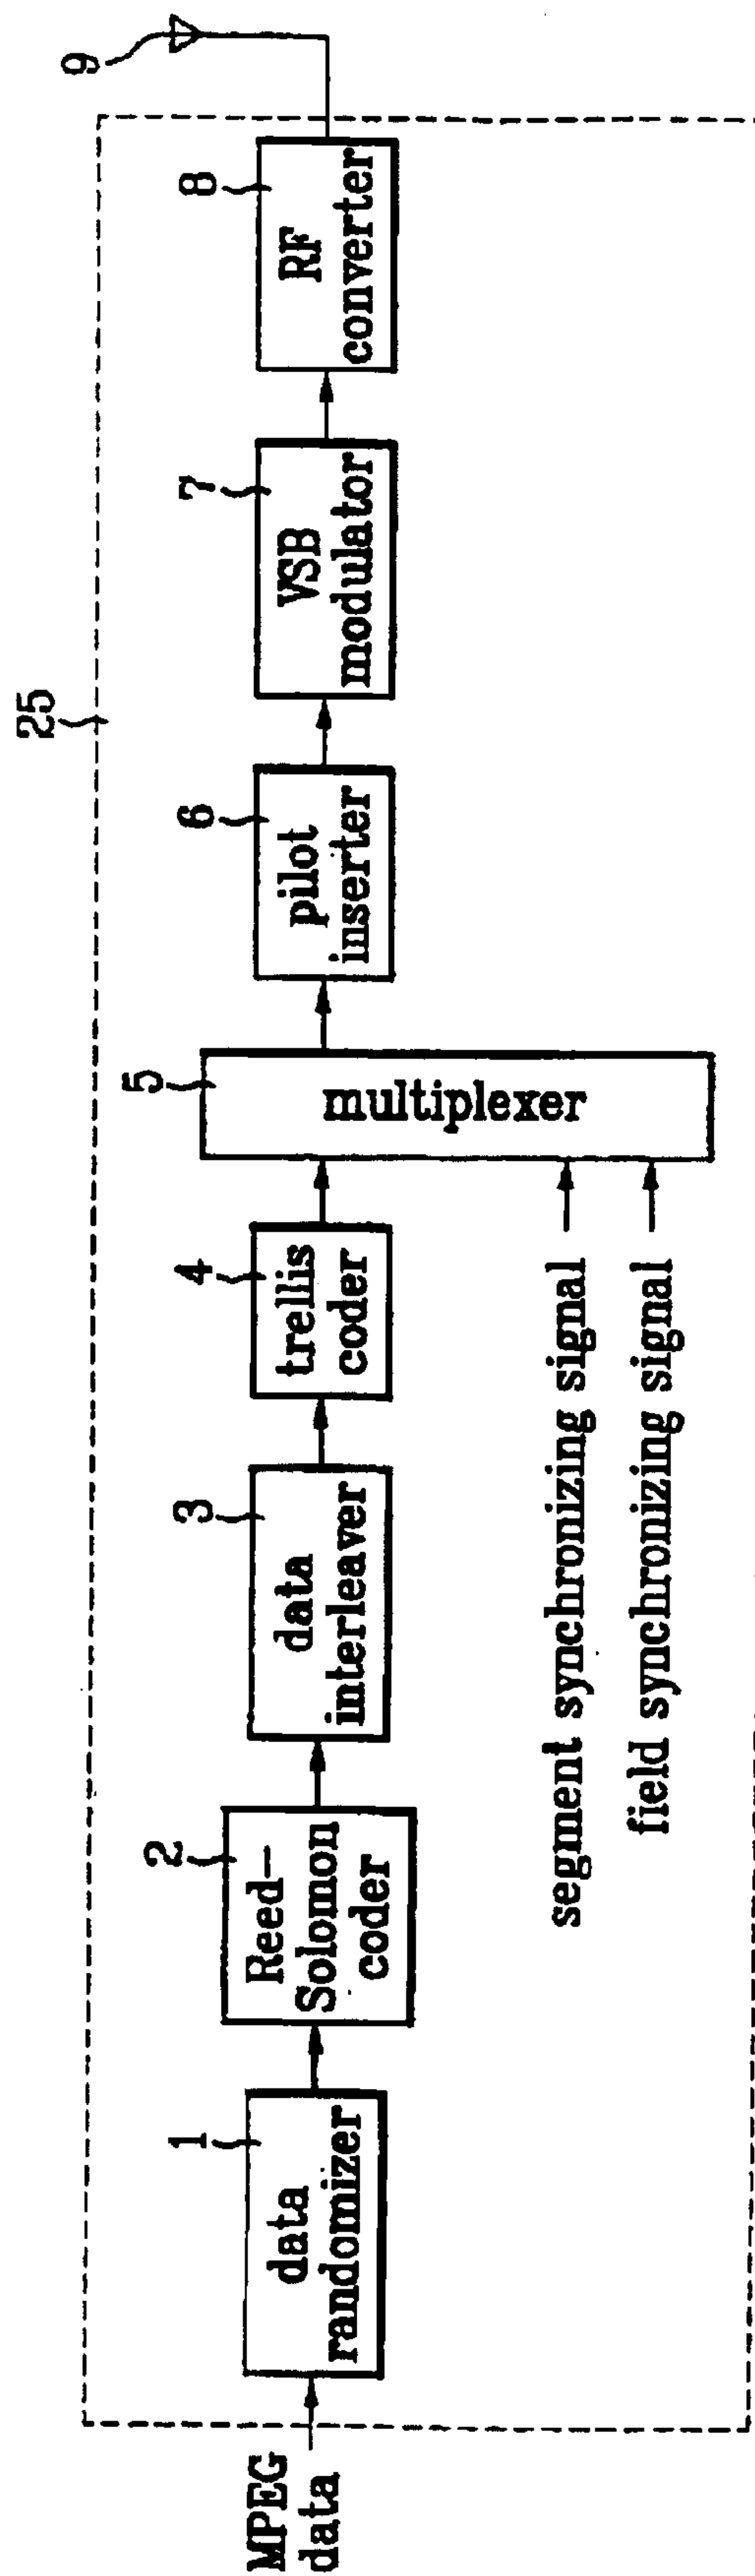 MPEG
data
1
data
randomizer
2
Reed-
Solomon
coder
3
data
interleaver
4
trellis
coder
segment synchronizing signal
field synchronizing signal
5
multiplexer
6
pilot
inserter
25
7
VSB
modulator
8
RF
converter
9